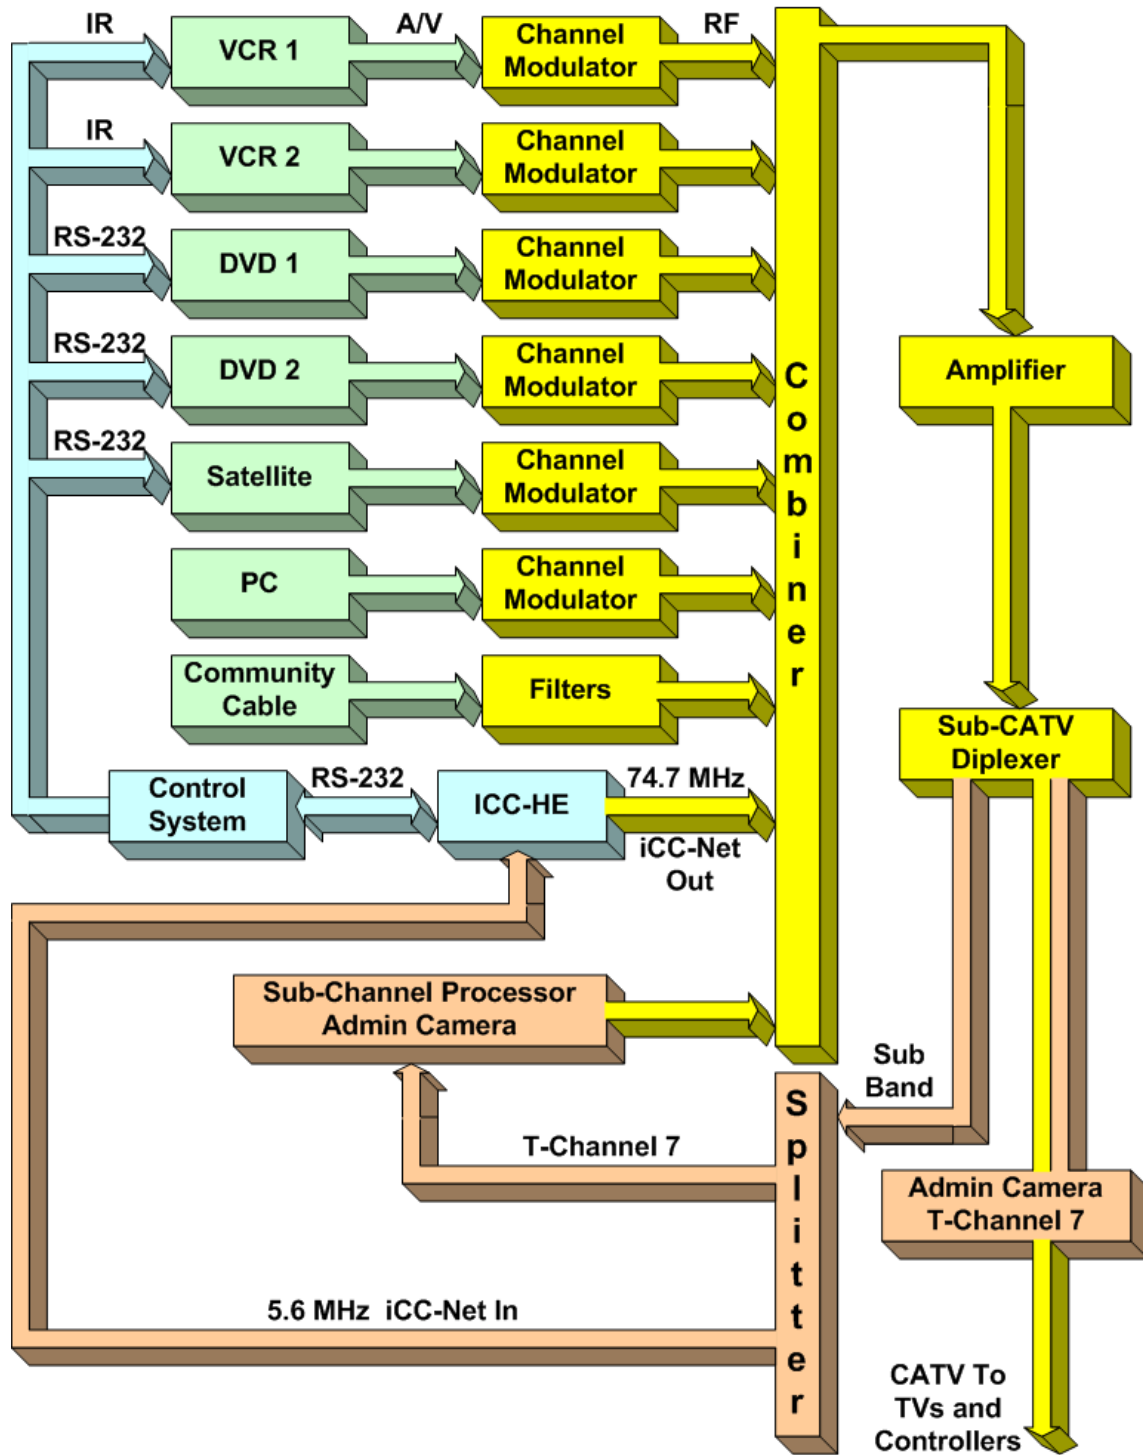 IR
VCR 1
A/V
Channel
Modulator
RF
IR
VCR 2
Channel
Modulator
RS-232
DVD 1
Channel
Modulator
RS-232
DVD 2
Channel
Modulator
RS-232
Satellite
Channel
Modulator
PC
Channel
Modulator
Community
Cable
Filters
Combiner
Amplifier
Sub-CATV
Diplexer
Control
System
RS-232
ICC-HE
74.7 MHz
iCC-Net
Out
Sub-Channel Processor
Admin Camera
Sub
Band
Splitter
T-Channel 7
Admin Camera
T-Channel 7
5.6 MHz iCC-Net In
CATV To
TVs and
Controllers